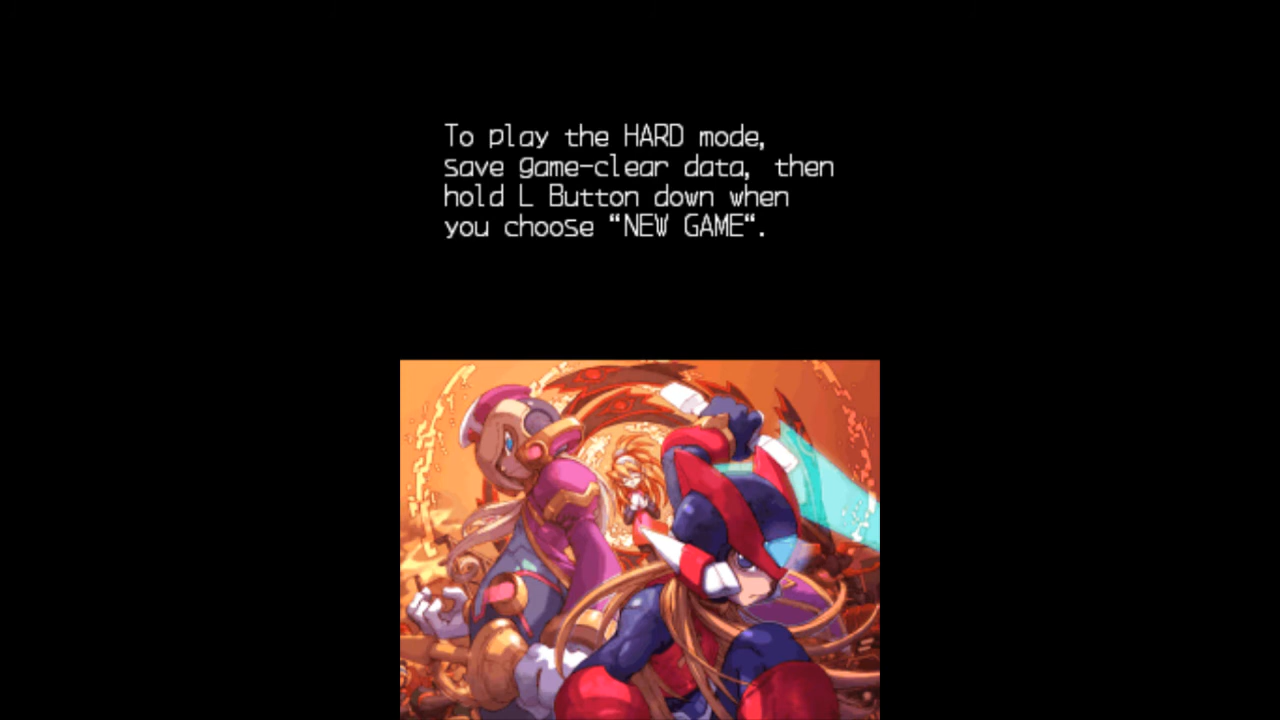 To play the HARD mode,
save game-clear data, then
hold L Button down when
you choose “NEW GAME“.